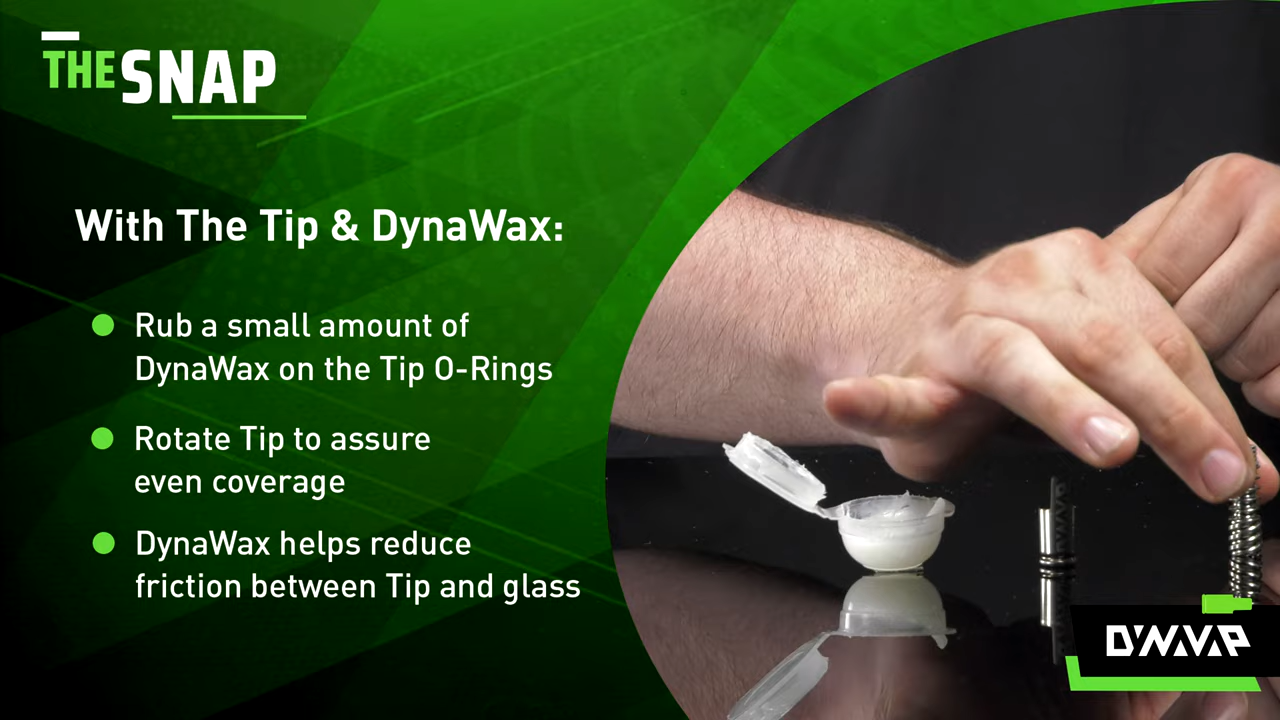 THE SNAP
With The Tip & DynaWax:
Rub a small amount of
DynaWax on the Tip O-Rings
Rotate Tip to assure
even coverage
DynaWax helps reduce
friction between Tip and glass
DYNAVAP